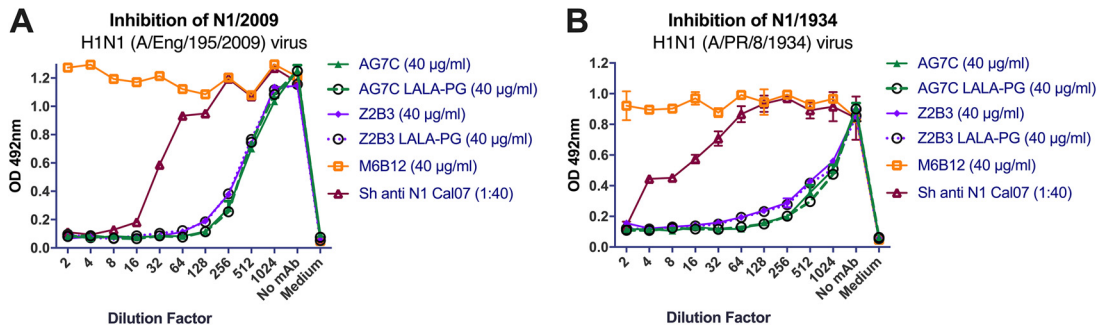 A
Inhibition of N1/2009
H1N1 (A/Eng/195/2009) virus
OD 492nm
1.2
1.0
0.8
0.6
0.4
0.2
0.0
2
4
8
16
32
64
128
256
512
1024
No mAb
Medium
Dilution Factor
AG7C (40 μg/ml)
AG7C LALA-PG (40 μg/ml)
Z2B3 (40 μg/ml)
Z2B3 LALA-PG (40 μg/ml)
M6B12 (40 μg/ml)
Sh anti N1 Cal07 (1:40)
B
Inhibition of N1/1934
H1N1 (A/PR/8/1934) virus
OD 492nm
1.2
1.0
0.8
0.6
0.4
0.2
0.0
2
4
8
16
32
64
128
256
512
1024
No mAb
Medium
Dilution Factor
AG7C (40 μg/ml)
AG7C LALA-PG (40 μg/ml)
Z2B3 (40 μg/ml)
Z2B3 LALA-PG (40 μg/ml)
M6B12 (40 μg/ml)
Sh anti N1 Cal07 (1:40)